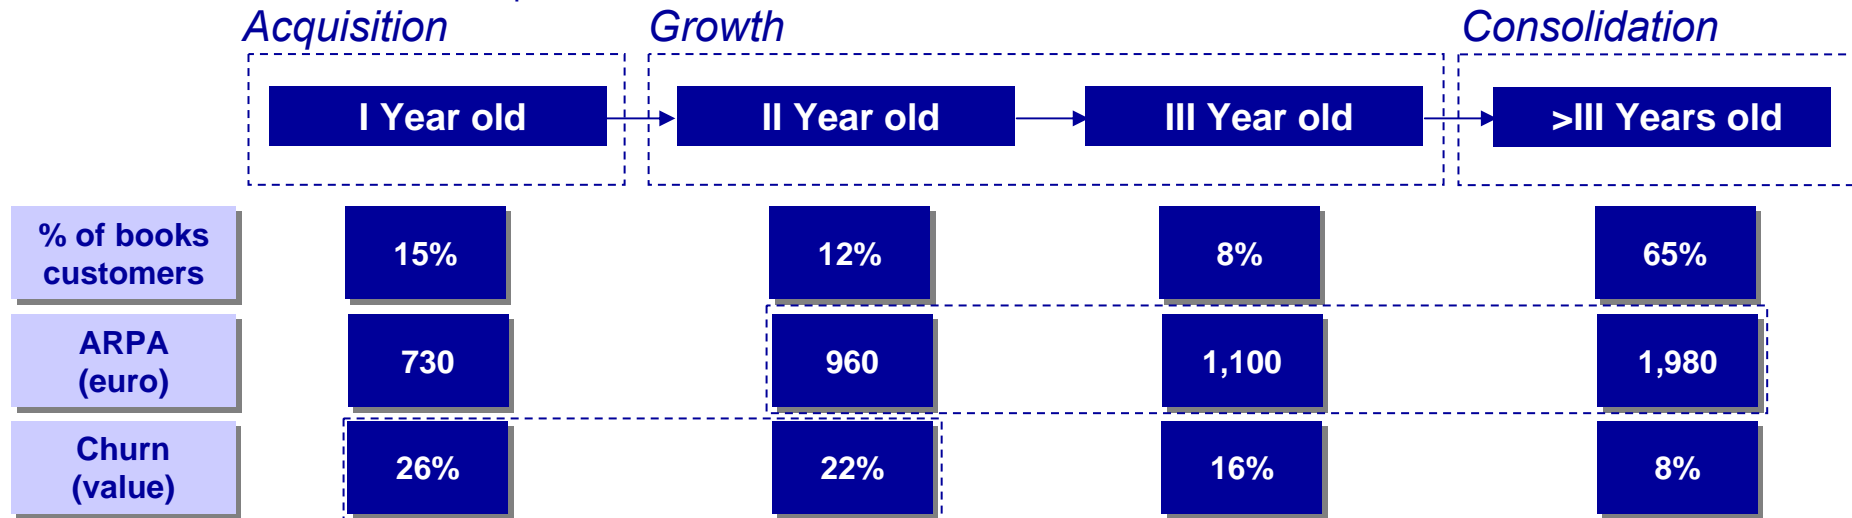 Acquisition Growth Consolidation
I Year old II Year old III Year old >III Years old
% of books
customers
15% 12% 8% 65%
ARPA
(euro)
730 960 1,100 1,980
Churn
(value)
26% 22% 16% 8%